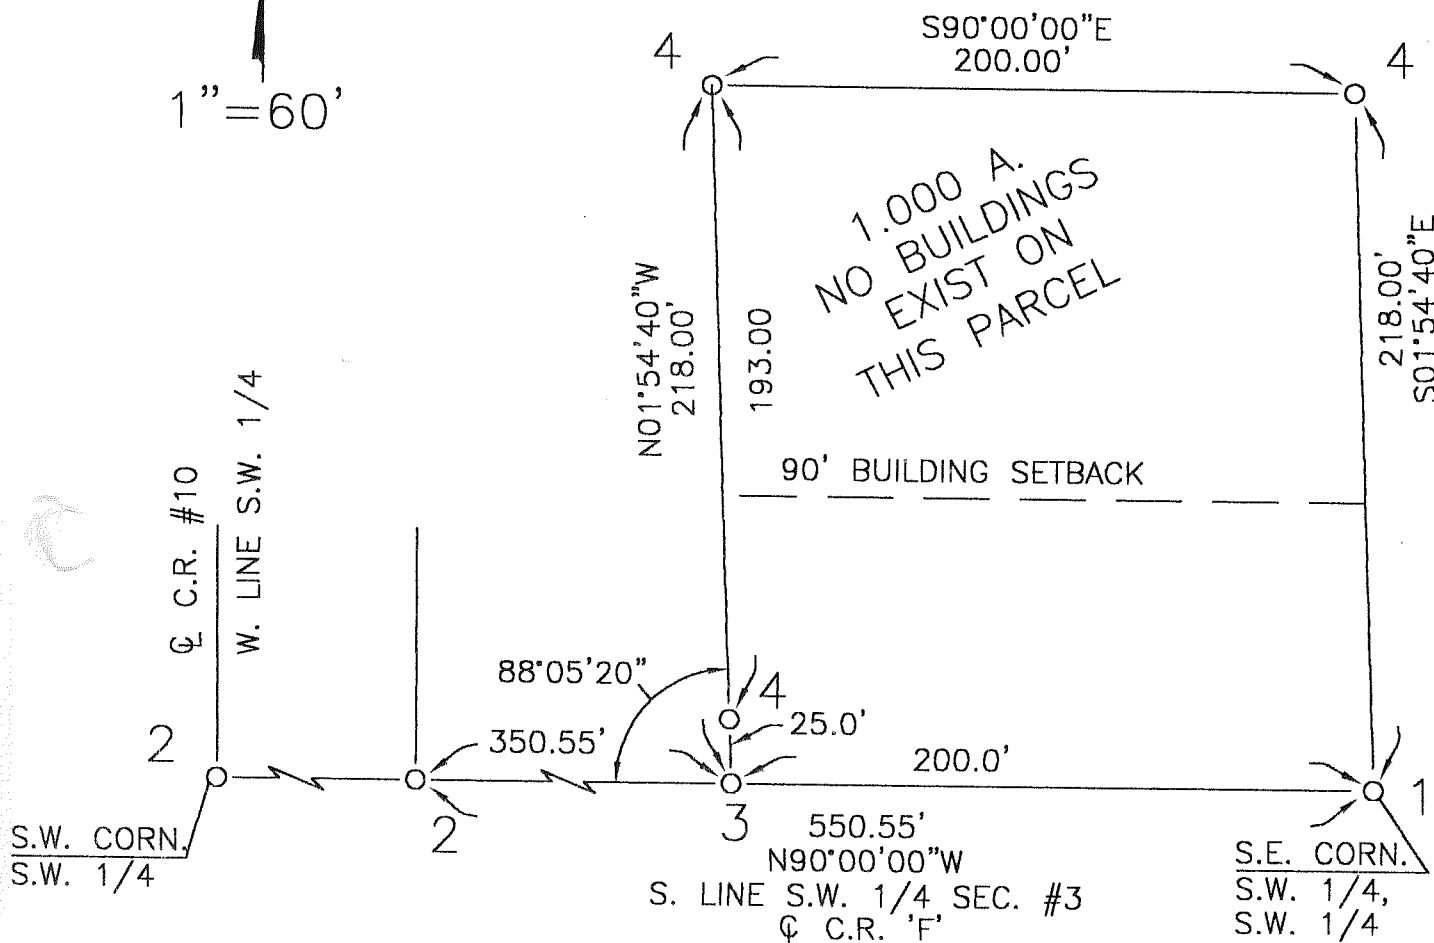 S90°00'00"E
200.00'
4
4
1"=60'
1.000 A.
NO BUILDINGS
EXIST ON
THIS PARCEL
N01°54'40"W
218.00'
193.00
218.00'
S01°54'40"E
90' BUILDING SETBACK
℄ C.R. #10
W. LINE S.W. 1/4
88°05'20"
4
25.0'
350.55'
200.0'
2
2
3
1
550.55'
N90°00'00"W
S. LINE S.W. 1/4 SEC. #3
℄ C.R. 'F'
S.W. CORN.
S.W. 1/4
S.E. CORN.
S.W. 1/4,
S.W. 1/4